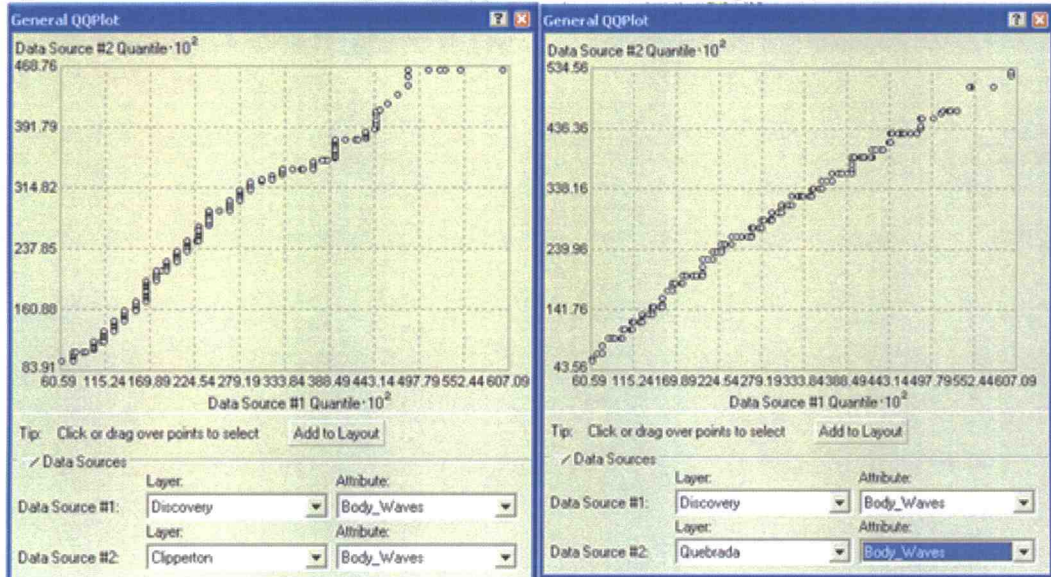 General QQPlot
Data Source #2 Quantile·10²
468.76
391.79
314.82
237.85
160.88
83.91
60.59 115.24 169.89 224.54 279.19 333.84 388.49 443.14 497.79 552.44 607.09
Data Source #1 Quantile·10²
Tip: Click or drag over points to select Add to Layout
Data Sources
Layer: Attribute:
Data Source #1: Discovery Body_Waves
Layer: Attribute:
Data Source #2: Clipperton Body_Waves
General QQPlot
Data Source #2 Quantile·10²
534.56
436.36
338.16
239.96
141.76
43.56
60.59 115.24 169.89 224.54 279.19 333.84 388.49 443.14 497.79 552.44 607.09
Data Source #1 Quantile·10²
Tip: Click or drag over points to select Add to Layout
Data Sources
Layer: Attribute:
Data Source #1: Discovery Body_Waves
Layer: Attribute:
Data Source #2: Quebrada Body_Waves